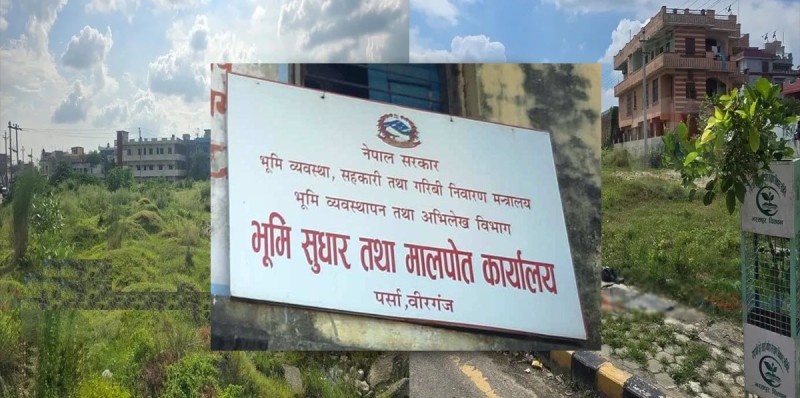 नेपाल सरकार
भूमि व्यवस्था, सहकारी तथा गरिबी निवारण मन्त्रालय
भूमि व्यवस्थापन तथा अभिलेख विभाग
भूमि सुधार तथा मालपोत कार्यालय
पर्सा,वीरगंज